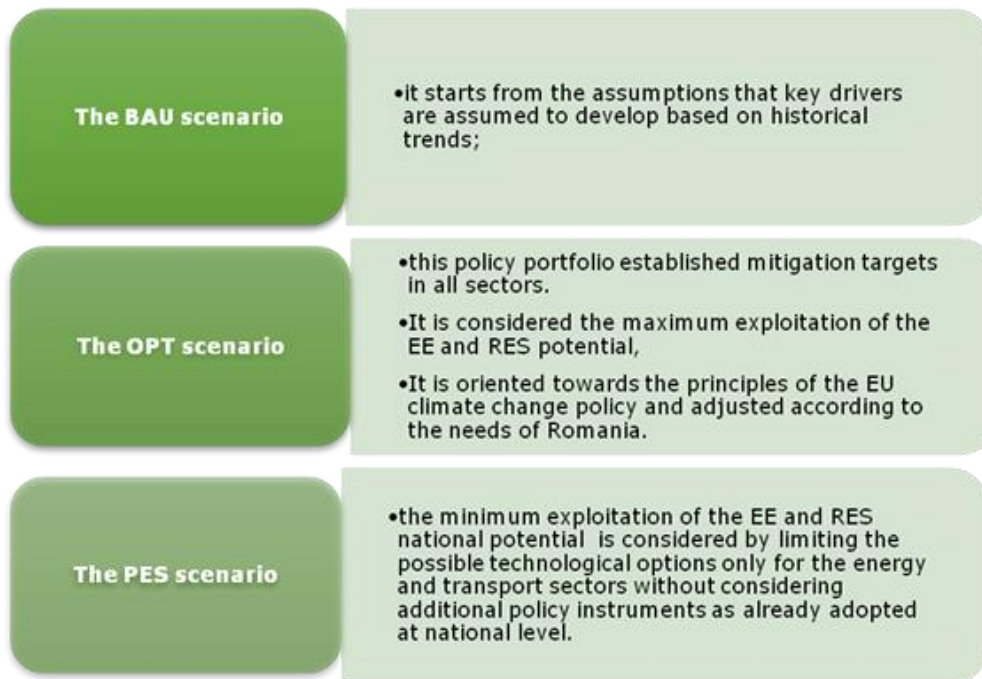 The BAU scenario
•it starts from the assumptions that key drivers
are assumed to develop based on historical
trends;
The OPT scenario
•this policy portfolio established mitigation targets
in all sectors.
•It is considered the maximum exploitation of the
EE and RES potential,
•It is oriented towards the principles of the EU
climate change policy and adjusted according to
the needs of Romania.
The PES scenario
•the minimum exploitation of the EE and RES
national potential is considered by limiting the
possible technological options only for the energy
and transport sectors without considering
additional policy instruments as already adopted
at national level.